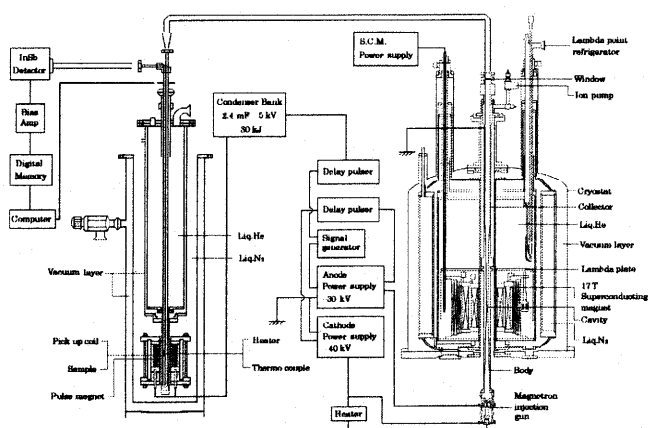 InSb
Detector
Bias
Amp
Digital
Memory
Computer
Condenser Bank
2.4 mF 5 kV
30 kJ
Liq.He
Liq.N₂
Vacuum layer
Pick up coil
Sample
Pulse magnet
Heater
Thermo couple
S.C.M.
Power supply
Delay pulser
Delay pulser
Signal
generator
Anode
Power supply
30 kV
Cathode
Power supply
40 kV
Heater
Lambda point
refrigarator
Window
Ion pump
Cryostat
Collector
Liq.He
Vacuum layer
Lambda plate
17T
Superconducting
magnet
Cavity
Liq.N₂
Body
Magnetron
injection
gun